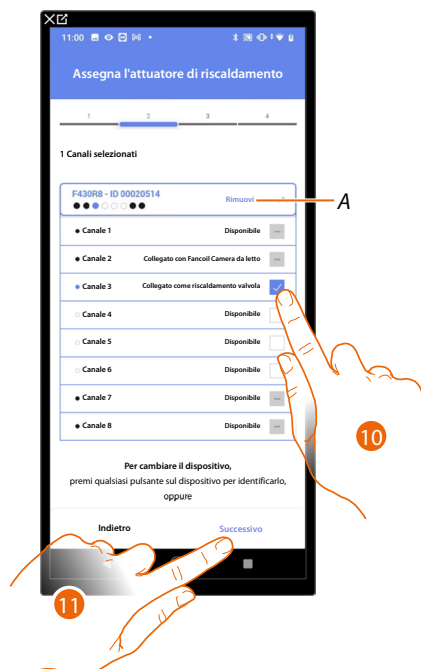 11:00
Assegna l'attuatore di riscaldamento
1 2 3 4
1 Canali selezionati
F430R8 - ID 00020514
Rimuovi
A
Canale 1 Disponibile
Canale 2 Collegato con Fancoil Camera da letto
Canale 3 Collegato come riscaldamento valvola
Canale 4 Disponibile
Canale 5 Disponibile
Canale 6 Disponibile
Canale 7 Disponibile
Canale 8 Disponibile
10
Per cambiare il dispositivo,
premi qualsiasi pulsante sul dispositivo per identificarlo,
oppure
Indietro Successivo
11